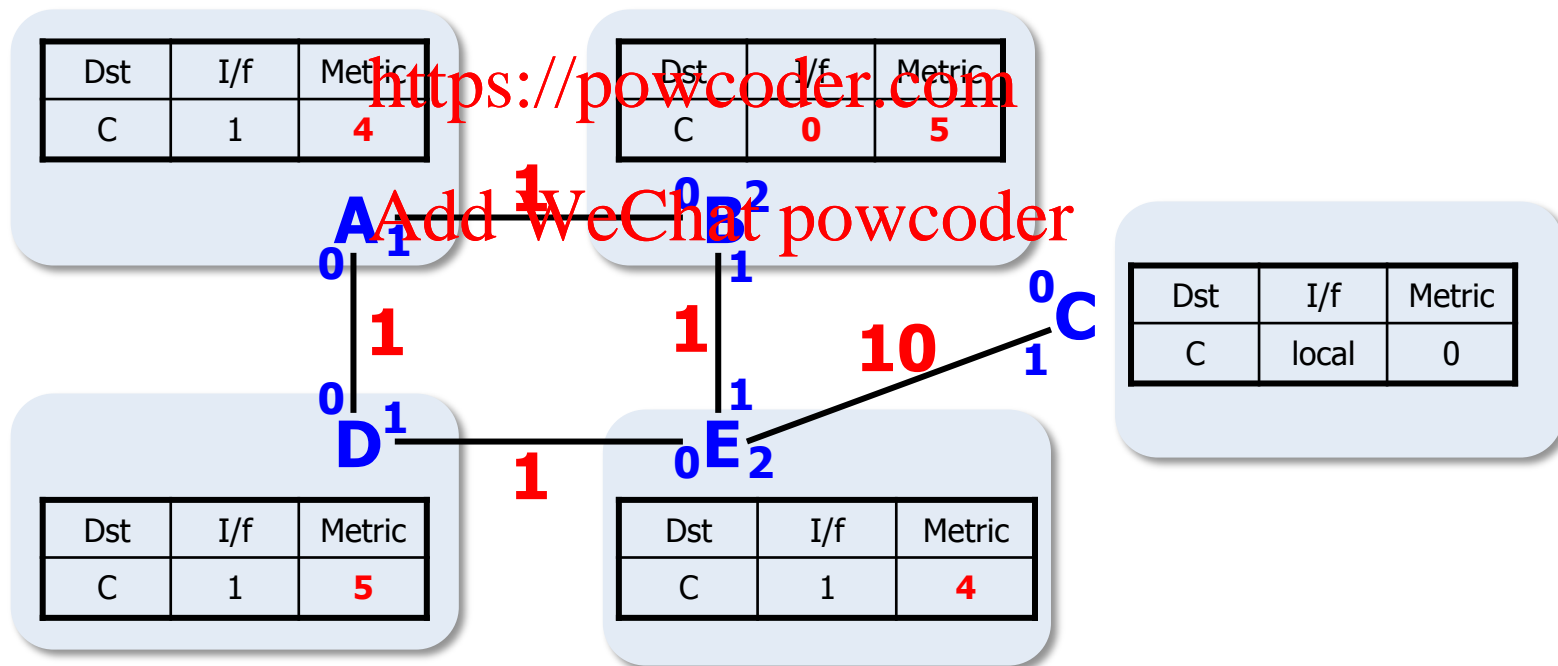 Dst I/f Metric
C 1 4
Dst I/f Metric
C 0 5
https://powcoder.com
1
0 B 2
A 1
Add WeChat powcoder
0
1
0 C
1
Dst I/f Metric
C local 0
1
1
10
0
D 1
1
0 E 2
1
Dst I/f Metric
C 1 5
Dst I/f Metric
C 1 4